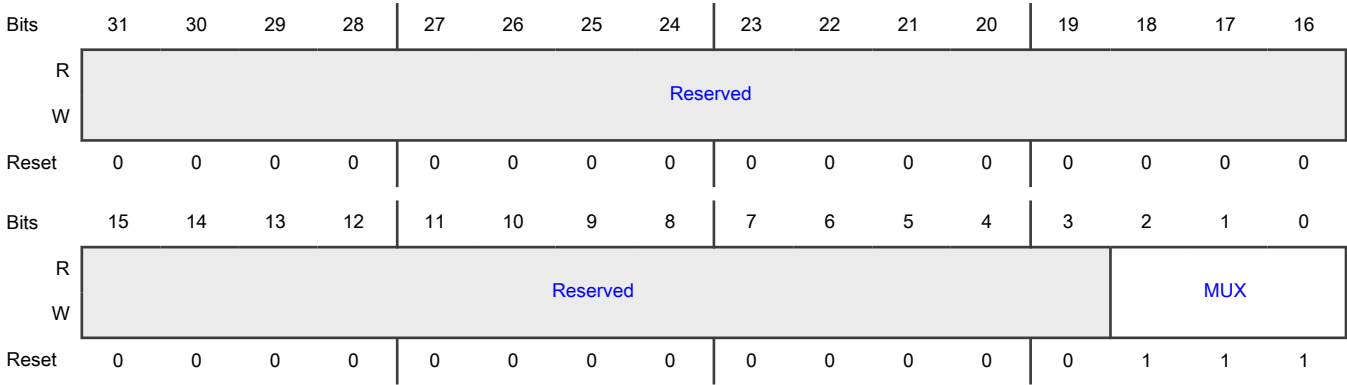 Bits 31 30 29 28 27 26 25 24 23 22 21 20 19 18 17 16
R
Reserved
W
Reset 0 0 0 0 0 0 0 0 0 0 0 0 0 0 0 0
Bits 15 14 13 12 11 10 9 8 7 6 5 4 3 2 1 0
R
Reserved MUX
W
Reset 0 0 0 0 0 0 0 0 0 0 0 0 0 1 1 1